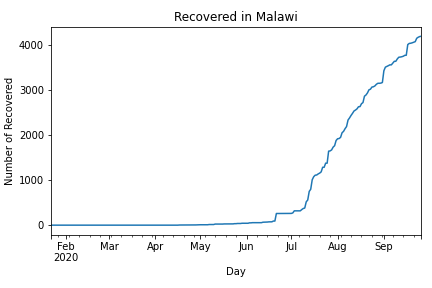 Recovered in Malawi
Number of Recovered
4000
3000
2000
1000
0
Feb Mar Apr May Jun Jul Aug Sep
2020
Day